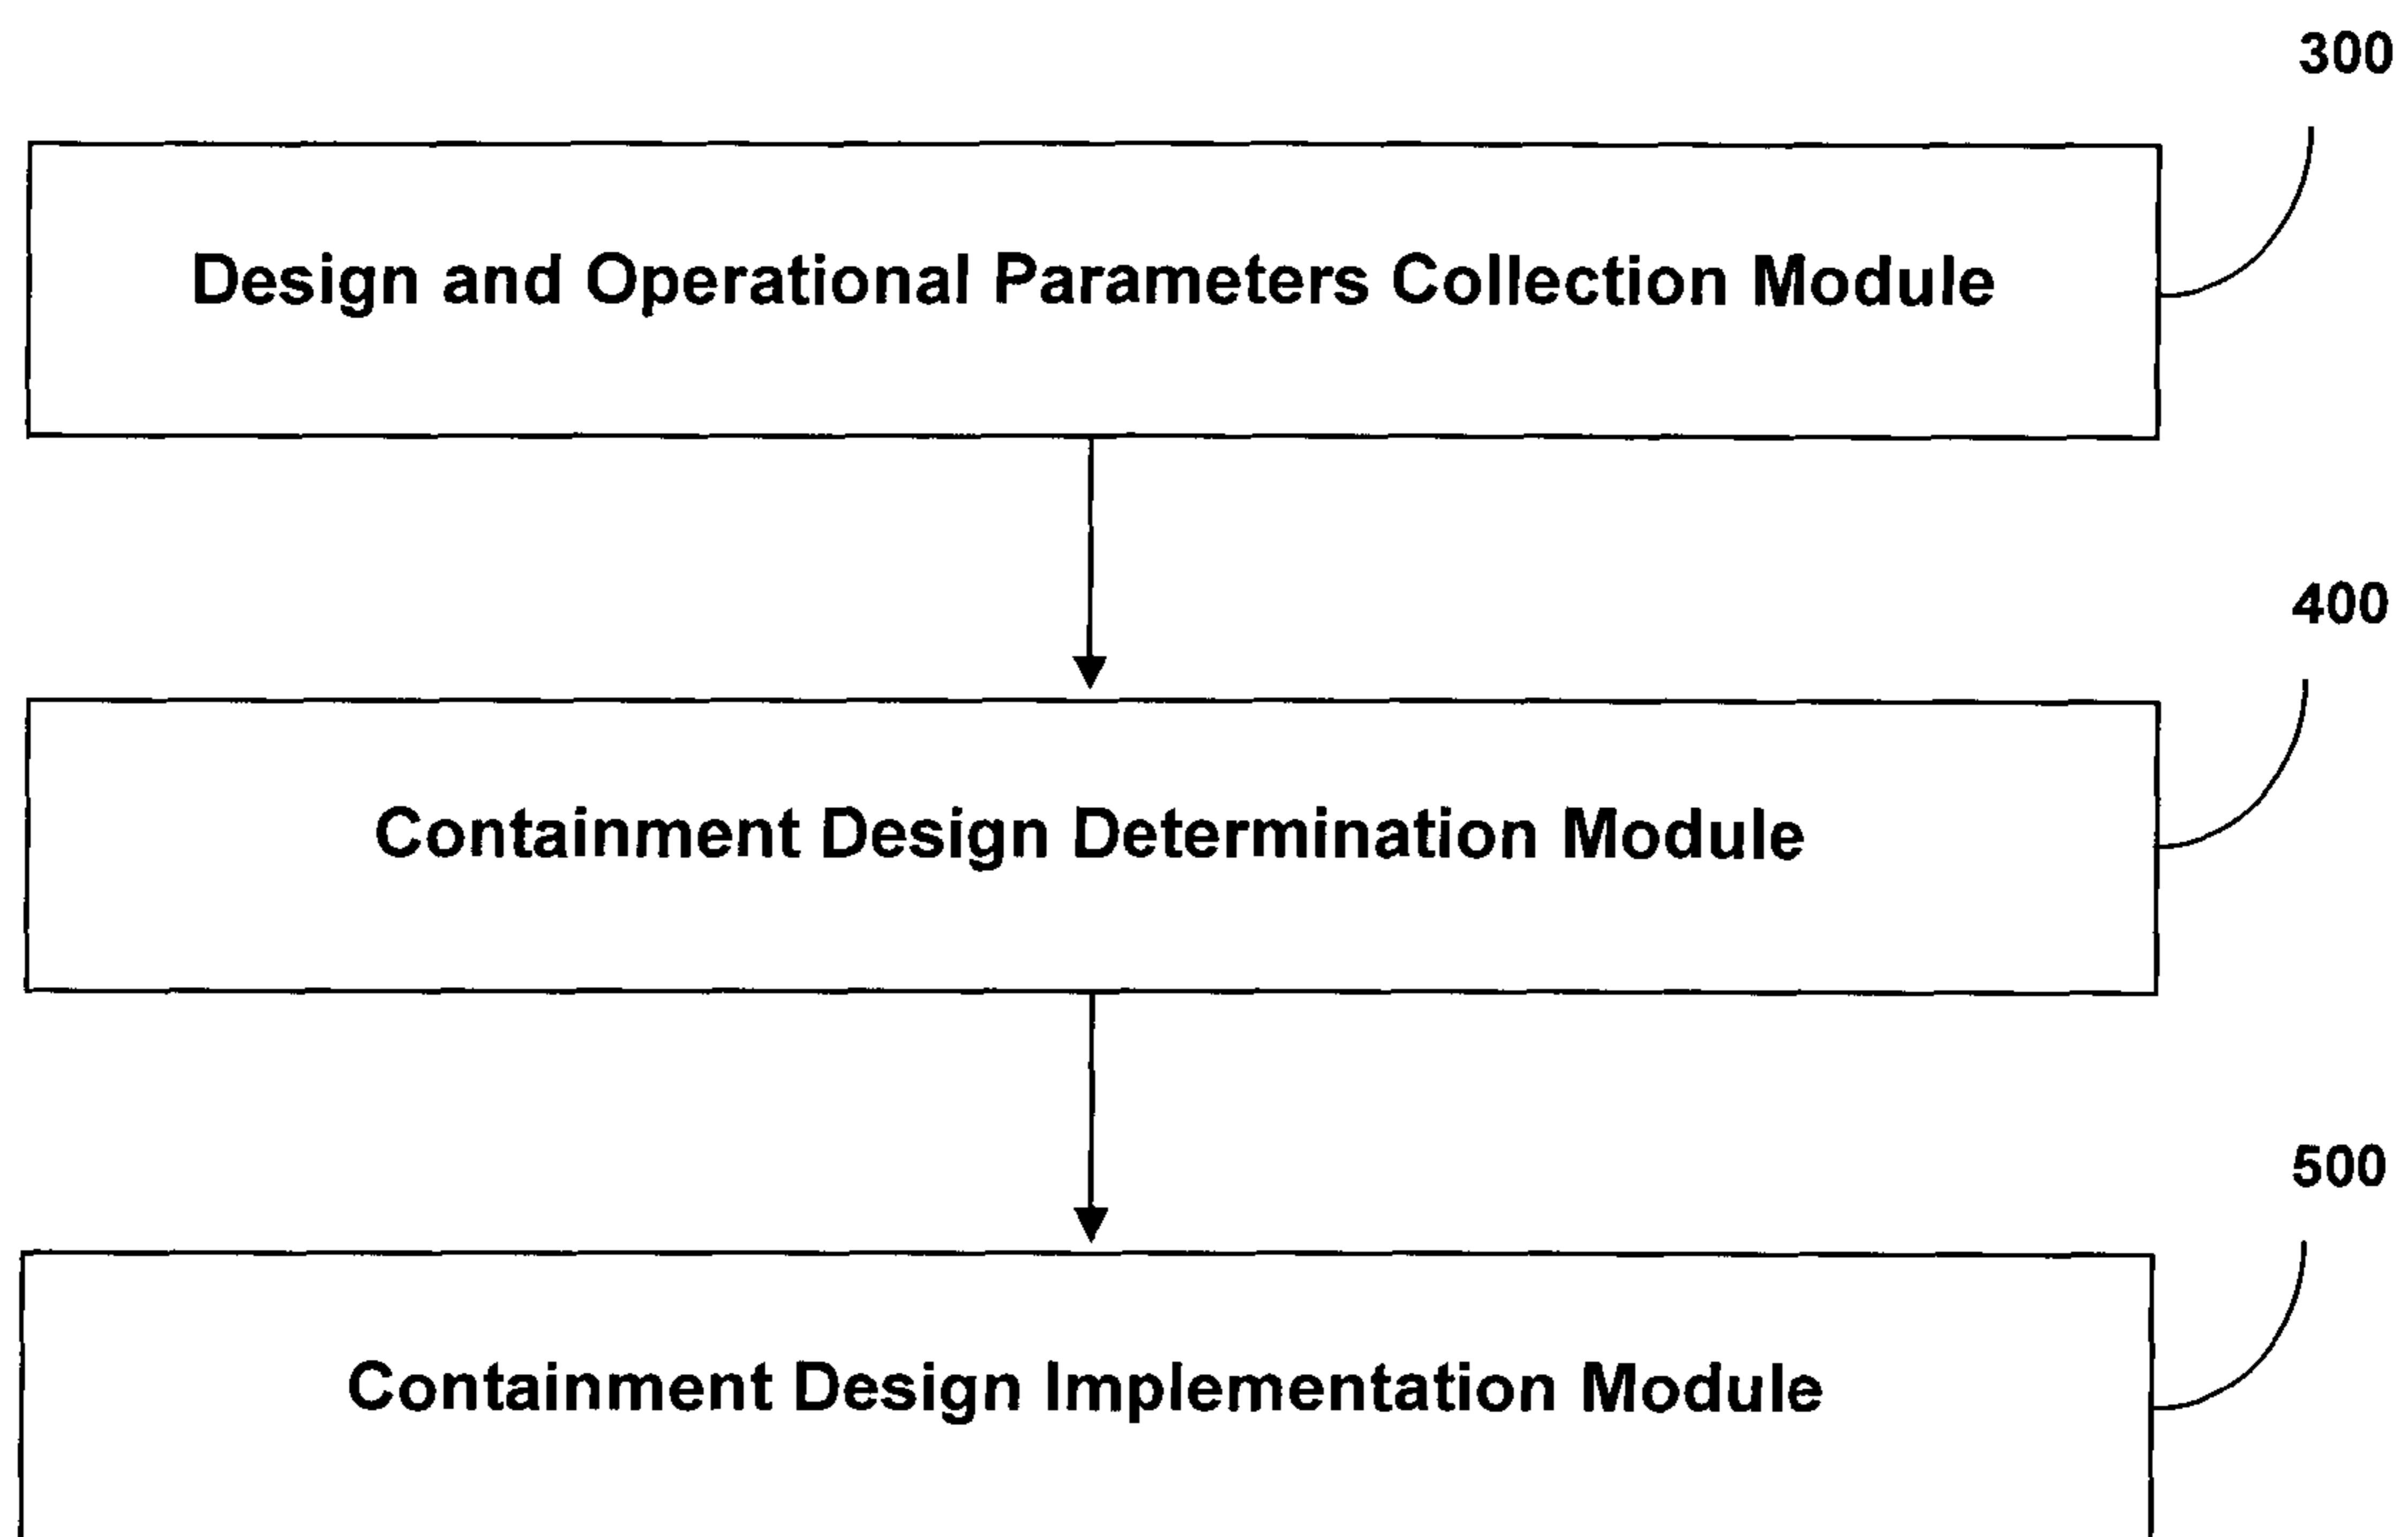 300
Design and Operational Parameters Collection Module
400
Containment Design Determination Module
500
Containment Design Implementation Module